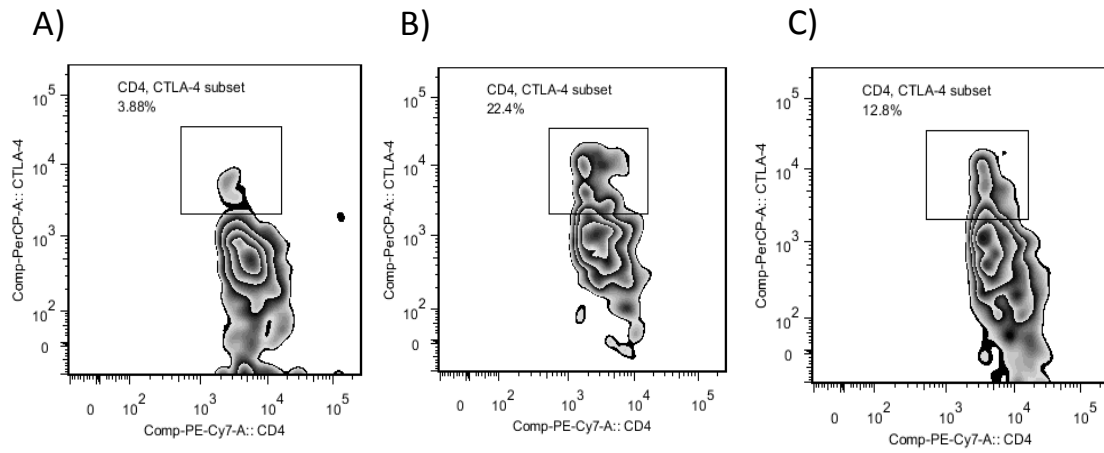 A)
CD4, CTLA-4 subset
3.88%
10^5
10^4
10^3
10^2
0
Comp-PerCP-A:: CTLA-4
0 10^2 10^3 10^4 10^5
Comp-PE-Cy7-A:: CD4
B)
CD4, CTLA-4 subset
22.4%
10^5
10^4
10^3
10^2
0
Comp-PerCP-A:: CTLA-4
0 10^2 10^3 10^4 10^5
Comp-PE-Cy7-A:: CD4
C)
CD4, CTLA-4 subset
12.8%
10^5
10^4
10^3
10^2
0
Comp-PerCP-A:: CTLA-4
0 10^2 10^3 10^4 10^5
Comp-PE-Cy7-A:: CD4